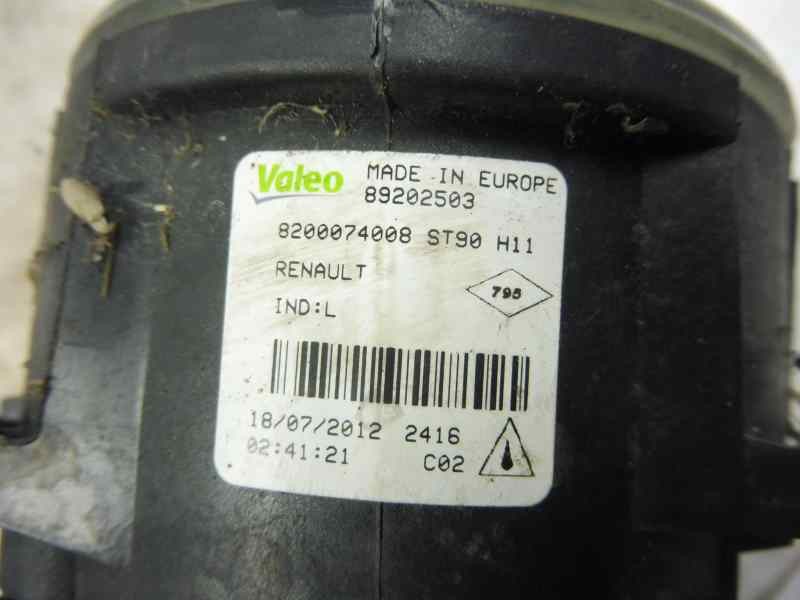 Valeo MADE IN EUROPE
89202503
8200074008 ST90 H11
RENAULT
795
IND:L
18/07/2012 2416
02:41:21 C02